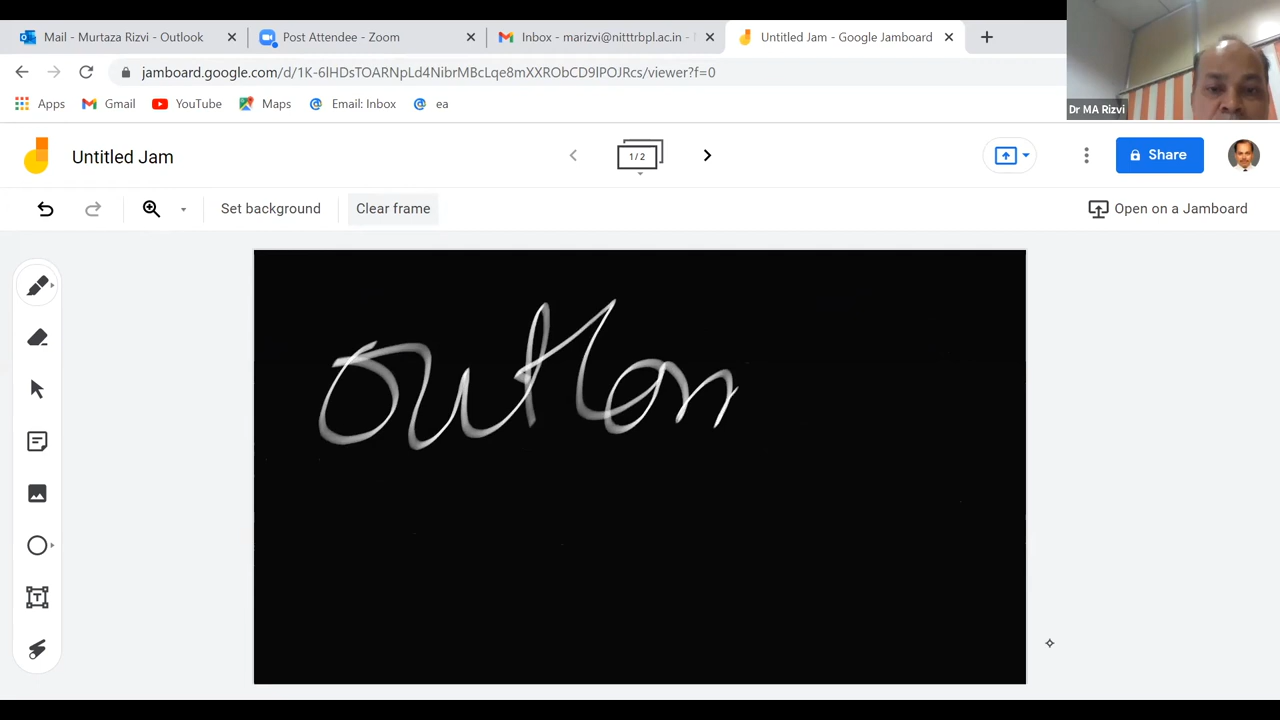 Mail - Murtaza Rizvi - Outlook
Post Attendee - Zoom
Inbox - marizvi@nitttrbpl.ac.in -
Untitled Jam - Google Jamboard
jamboard.google.com/d/1K-6lHDsTOARNpLd4NibrMBcLqe8mXXRObCD9lPOJRcs/viewer?f=0
Apps Gmail YouTube Maps Email: Inbox ea
Dr MA Rizvi
Untitled Jam
1/2
Share
Set background
Clear frame
Open on a Jamboard
outlon